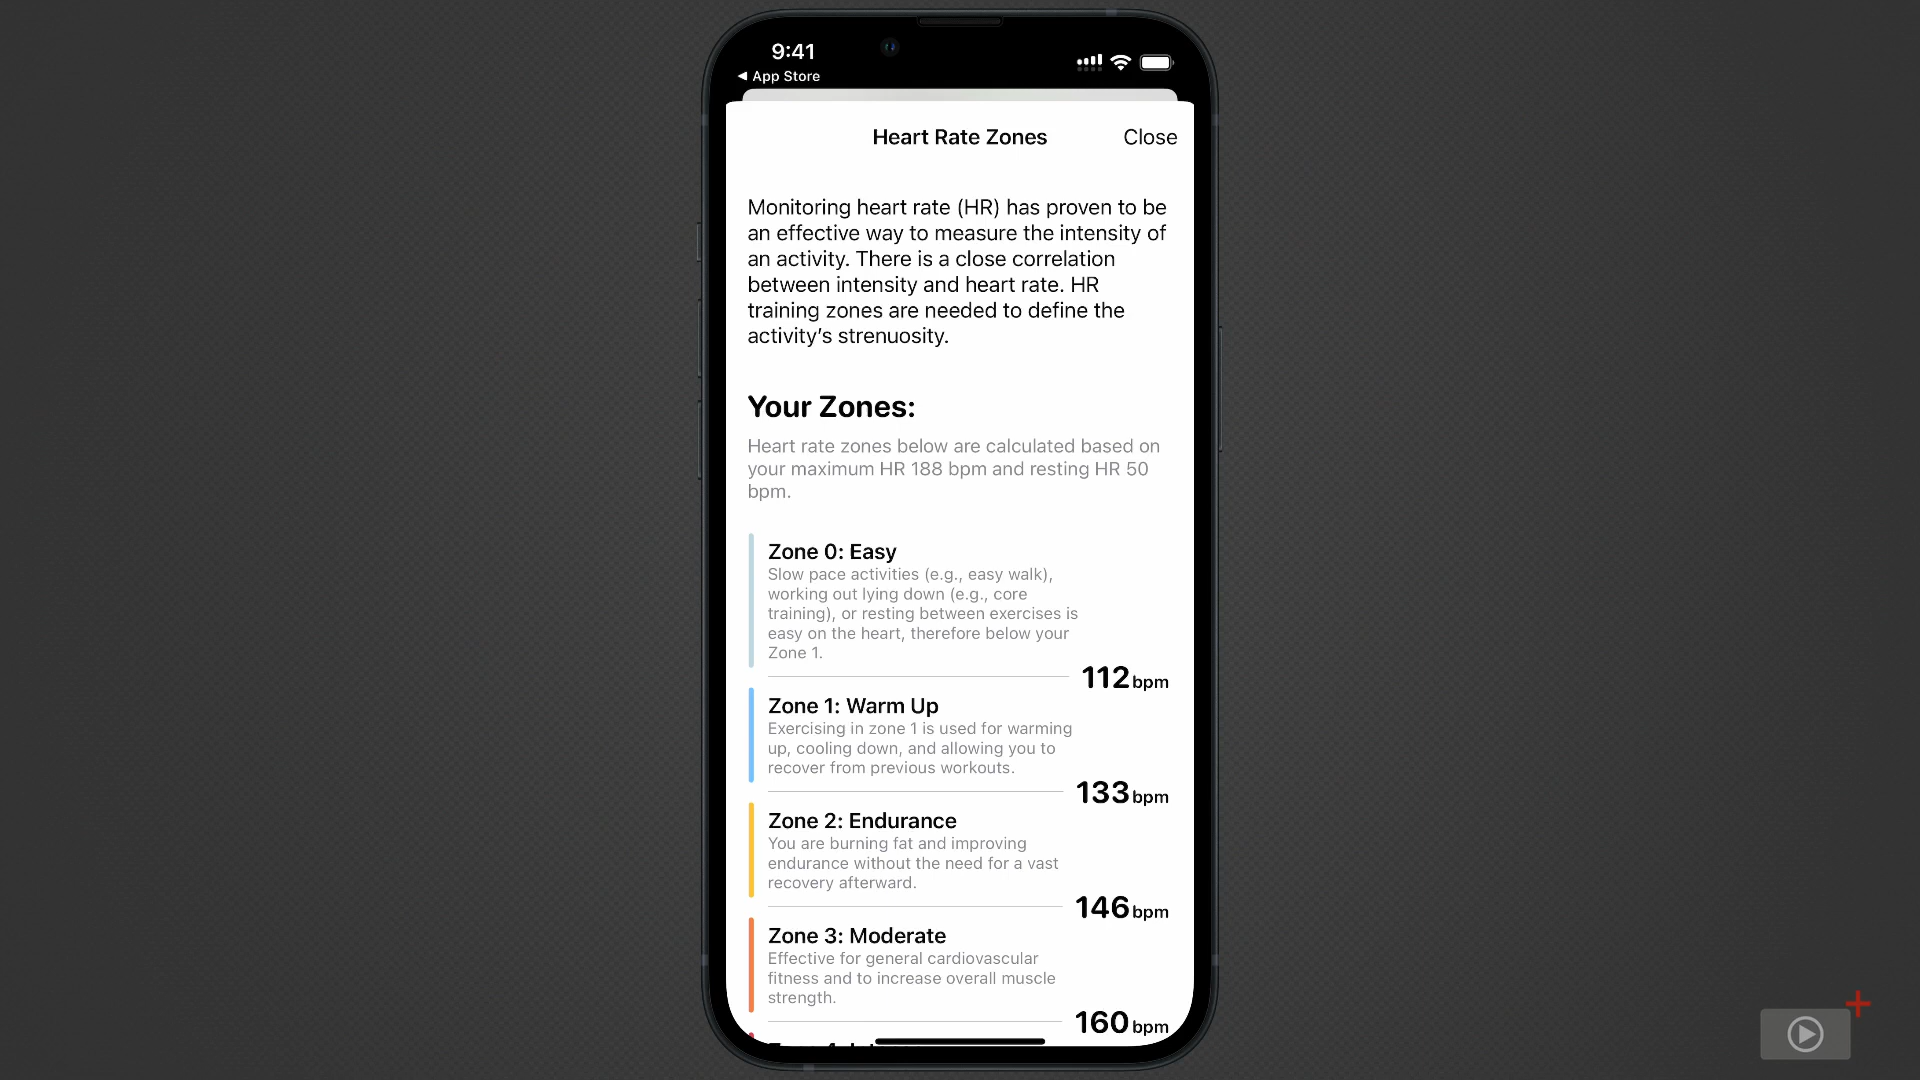 9:41
◀ App Store
Heart Rate Zones
Close
Monitoring heart rate (HR) has proven to be
an effective way to measure the intensity of
an activity. There is a close correlation
between intensity and heart rate. HR
training zones are needed to define the
activity’s strenuosity.
Your Zones:
Heart rate zones below are calculated based on
your maximum HR 188 bpm and resting HR 50
bpm.
Zone 0: Easy
Slow pace activities (e.g., easy walk),
working out lying down (e.g., core
training), or resting between exercises is
easy on the heart, therefore below your
Zone 1.
112 bpm
Zone 1: Warm Up
Exercising in zone 1 is used for warming
up, cooling down, and allowing you to
recover from previous workouts.
133 bpm
Zone 2: Endurance
You are burning fat and improving
endurance without the need for a vast
recovery afterward.
146 bpm
Zone 3: Moderate
Effective for general cardiovascular
fitness and to increase overall muscle
strength.
160 bpm